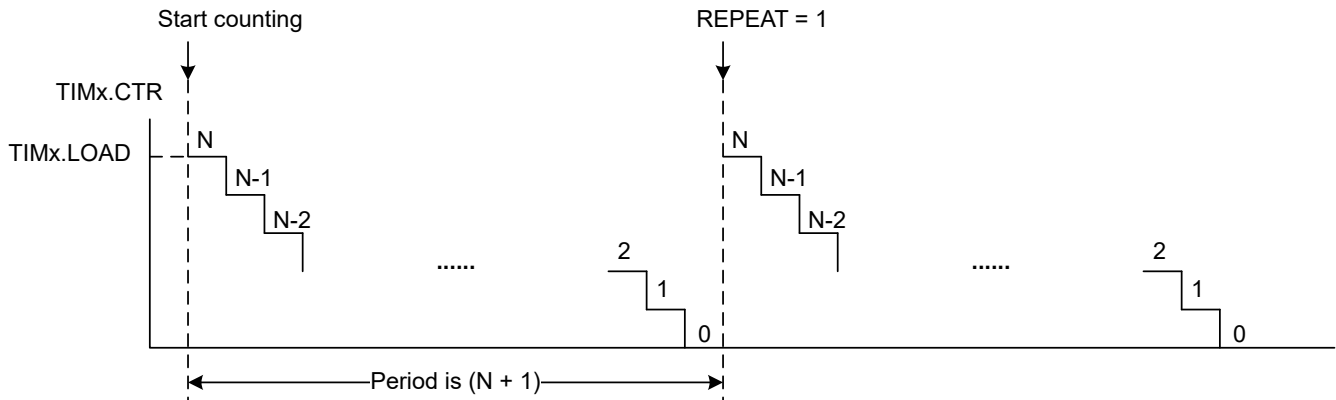 Start counting
REPEAT = 1
TIMx.CTR
TIMx.LOAD
N
N-1
N-2
......
2
1
0
N
N-1
N-2
......
2
1
0
Period is (N + 1)